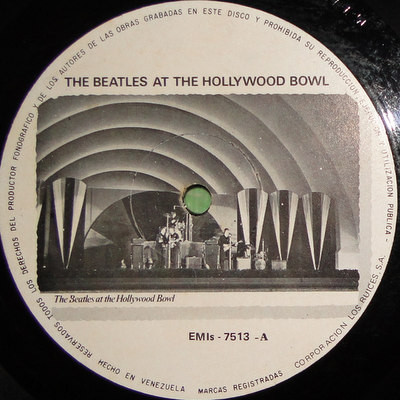 RESERVADOS TODOS LOS DERECHOS DEL PRODUCTOR FONOGRAFICO Y DE LOS AUTORES DE LAS OBRAS GRABADAS EN ESTE DISCO Y PROHIBIDA SU REPRODUCCION EJECUCION Y UTILIZACION PUBLICA -
THE BEATLES AT THE HOLLYWOOD BOWL
The Beatles at the Hollywood Bowl
EMIs - 7513 -A
HECHO EN VENEZUELA MARCAS REGISTRADAS CORPORACION LOS RUICES, S.A.